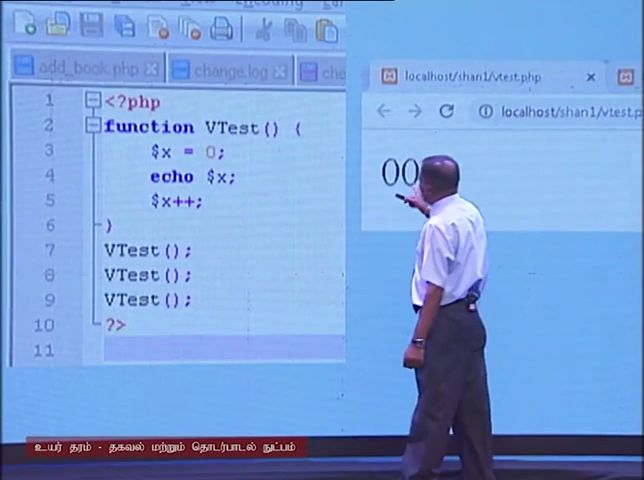 Encoding
add_book.php
change.log
che
1 <?php
2 function VTest() {
3 $x = 0;
4 echo $x;
5 $x++;
6 }
7 VTest();
8 VTest();
9 VTest();
10 ?>
11
localhost/shan1/vtest.php
localhost/shan1/vtest.p
00
உயர் தரம் - தகவல் மற்றும் தொடர்பாடல் நுட்பம்